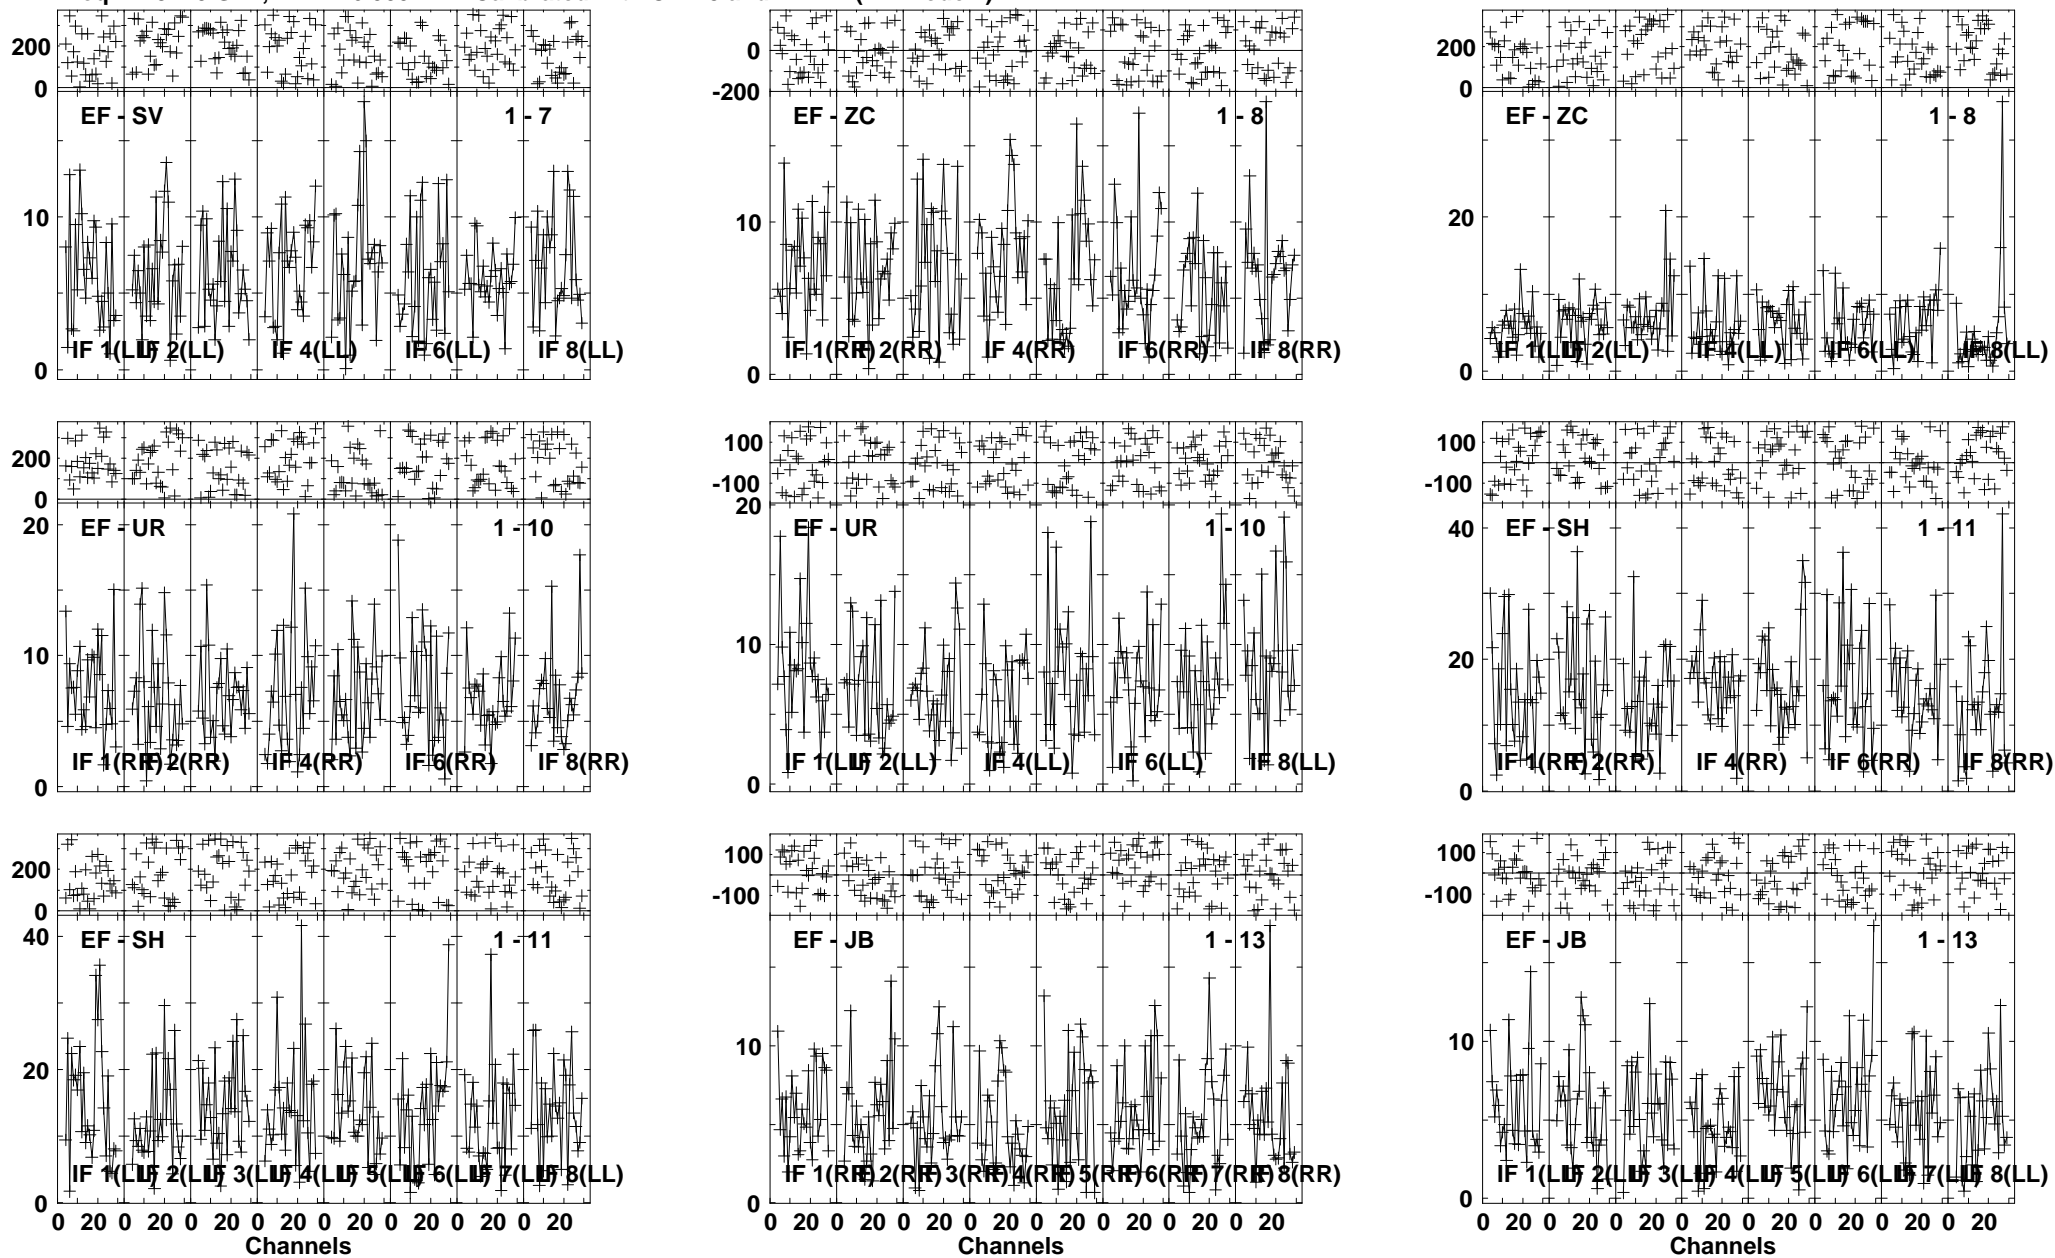 200
0
EF - SV 1 - 7
10
0
IF 1(LL) IF 2(LL) IF 4(LL) IF 6(LL) IF 8(LL)
0
-200
EF - ZC 1 - 8
10
0
IF 1(RR) IF 2(RR) IF 4(RR) IF 6(RR) IF 8(RR)
200
0
EF - ZC 1 - 8
20
0
IF 1(LL) IF 2(LL) IF 4(LL) IF 6(LL) IF 8(LL)
200
0
EF - UR 1 - 10
20
10
0
IF 1(RR) IF 2(RR) IF 4(RR) IF 6(RR) IF 8(RR)
100
-100
20
EF - UR 1 - 10
10
0
IF 1(LL) IF 2(LL) IF 4(LL) IF 6(LL) IF 8(LL)
100
-100
EF - SH 1 - 11
40
20
0
IF 1(RR) IF 2(RR) IF 4(RR) IF 6(RR) IF 8(RR)
200
0
EF - SH 1 - 11
40
20
0
IF 1(LL) IF 2(LL) IF 3(LL) IF 4(LL) IF 5(LL) IF 6(LL) IF 7(LL) IF 8(LL)
0 20 0 20 0 20 0 20 0 20 0 20 0 20 0 20
Channels
100
-100
EF - JB 1 - 13
10
0
IF 1(RR) IF 2(RR) IF 3(RR) IF 4(RR) IF 5(RR) IF 6(RR) IF 7(RR) IF 8(RR)
0 20 0 20 0 20 0 20 0 20 0 20 0 20 0 20
Channels
100
-100
EF - JB 1 - 13
10
0
IF 1(LL) IF 2(LL) IF 3(LL) IF 4(LL) IF 5(LL) IF 6(LL) IF 7(LL) IF 8(LL)
0 20 0 20 0 20 0 20 0 20 0 20 0 20 0 20
Channels